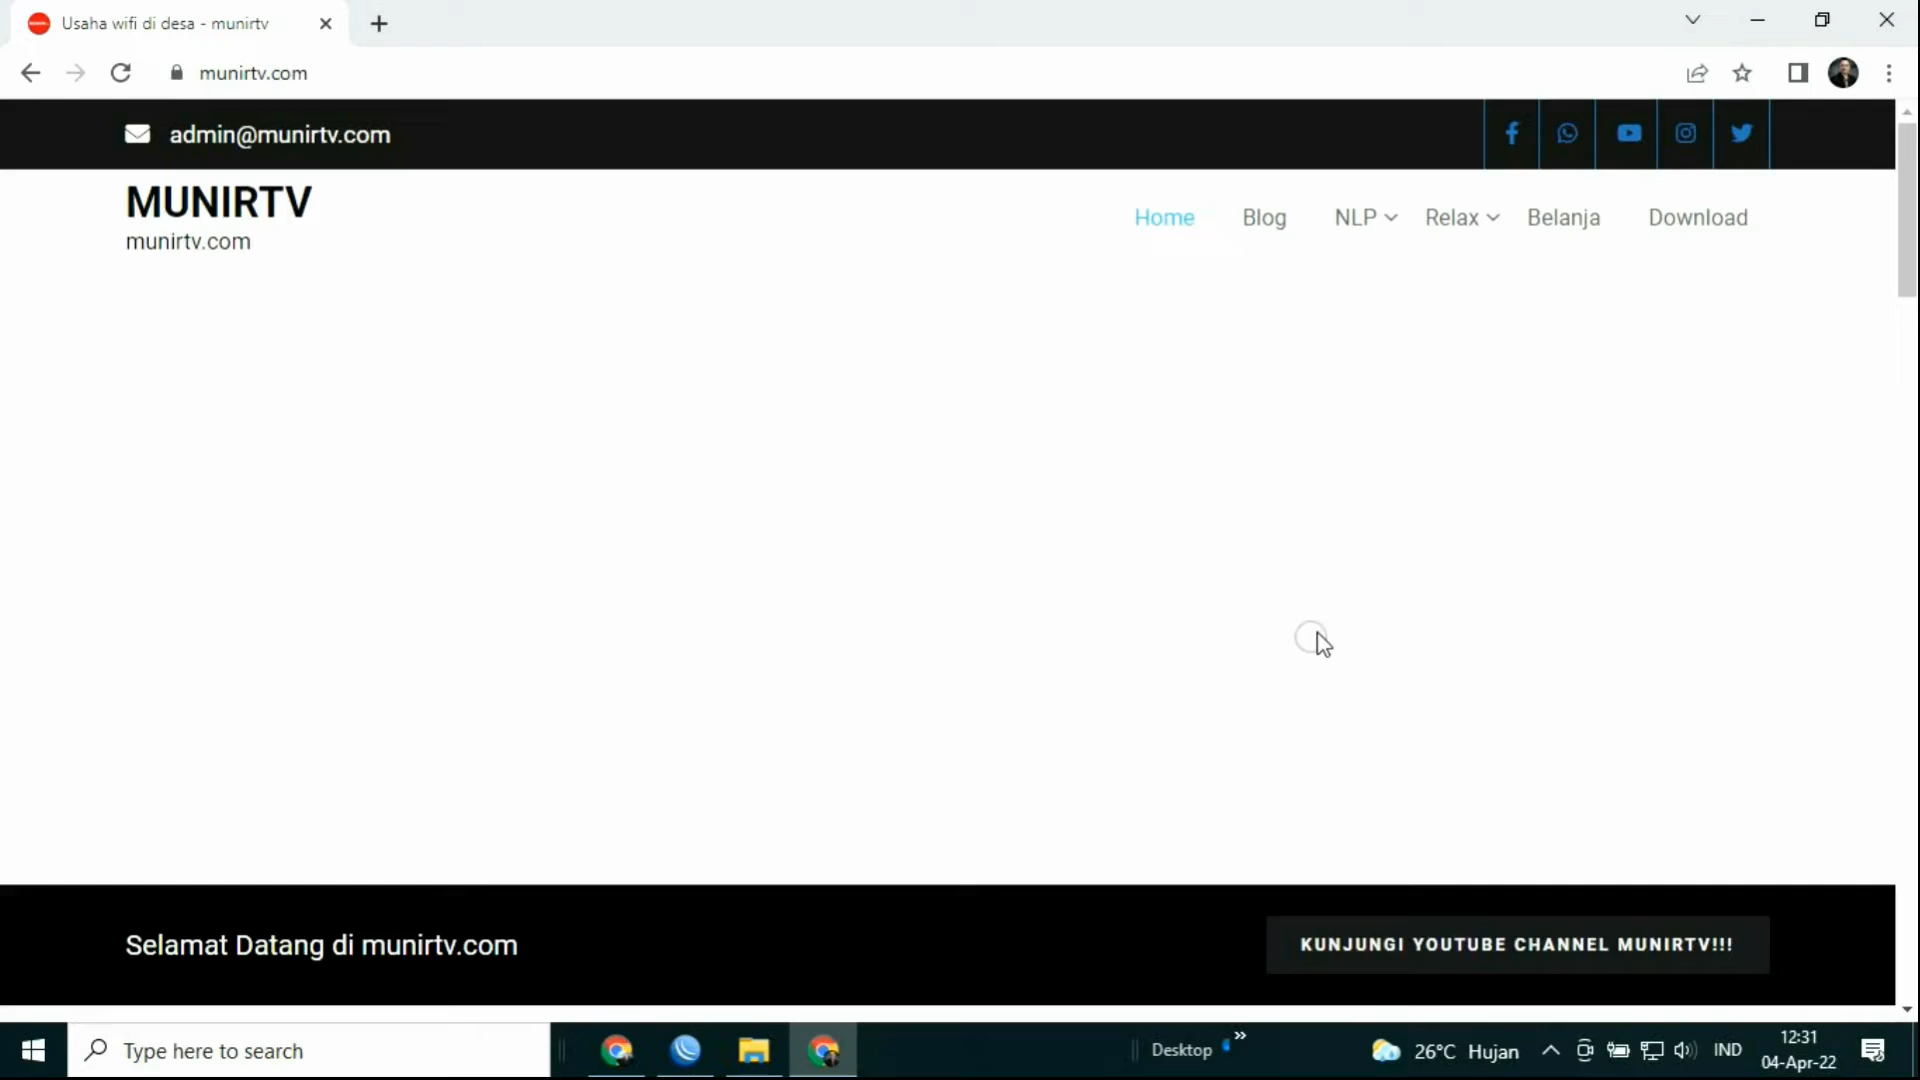 Usaha wifi di desa - munirtv
munirtv.com
admin@munirtv.com
MUNIRTV
munirtv.com
Home Blog NLP Relax Belanja Download
Selamat Datang di munirtv.com
KUNJUNGI YOUTUBE CHANNEL MUNIRTV!!!
Type here to search
Desktop
26°C Hujan
IND
12:31
04-Apr-22